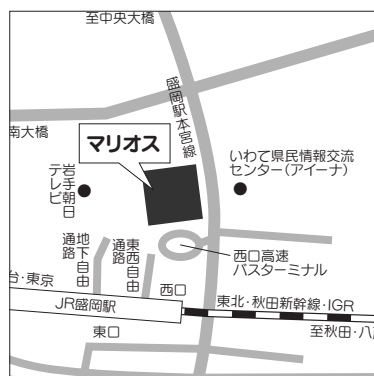 至中央大橋
盛岡駅本宮線
南大橋
マリオス
いわて県民情報交流
センター(アイーナ)
岩手朝日
テレビ
地下自由
通路
東西自由
通路
西口高速
バスターミナル
台・東京
西口
JR盛岡駅
東北・秋田新幹線・IGR
東口
至秋田・八